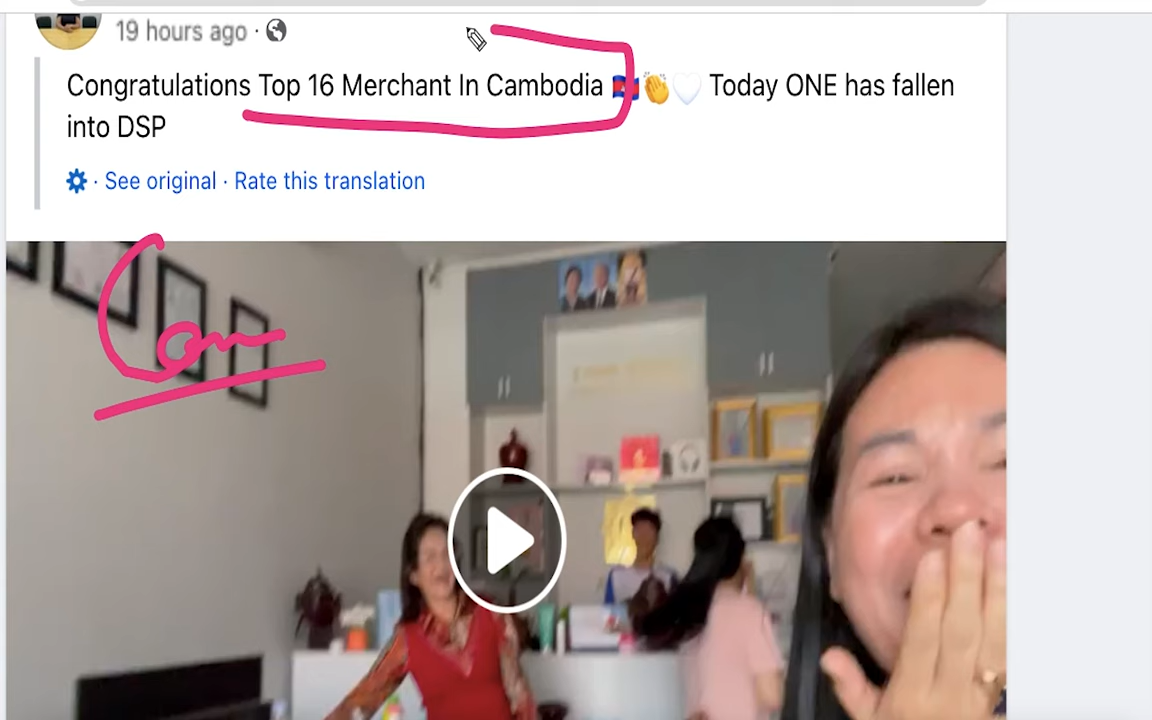 19 hours ago ·
Congratulations Top 16 Merchant In Cambodia 🇰🇭👏🤍 Today ONE has fallen
into DSP
· See original · Rate this translation